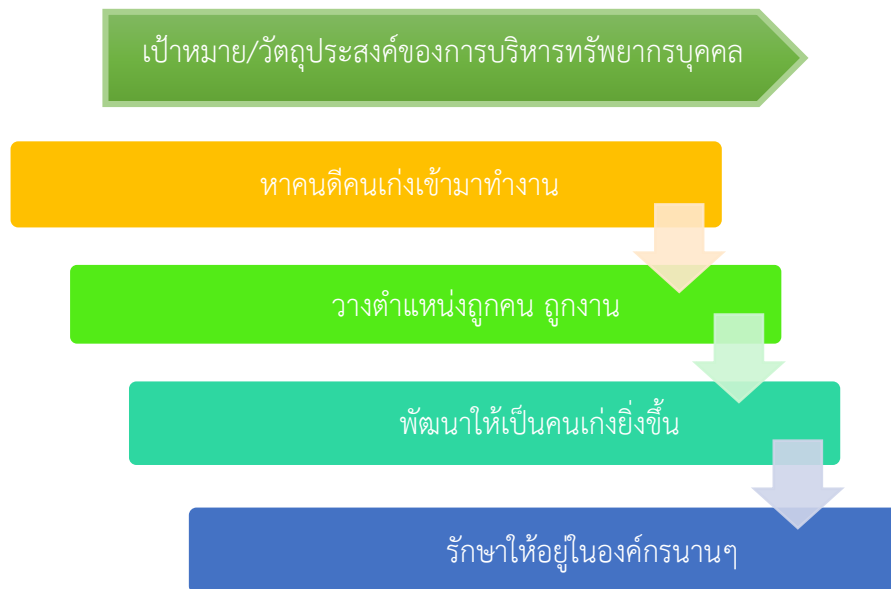 เป้าหมาย/วัตถุประสงค์ของการบริหารทรัพยากรบุคคล
หาคนดีคนเก่งเข้ามาทำงาน
วางตำแหน่งถูกคน ถูกงาน
พัฒนาให้เป็นคนเก่งยิ่งขึ้น
รักษาให้อยู่ในองค์กรนานๆ